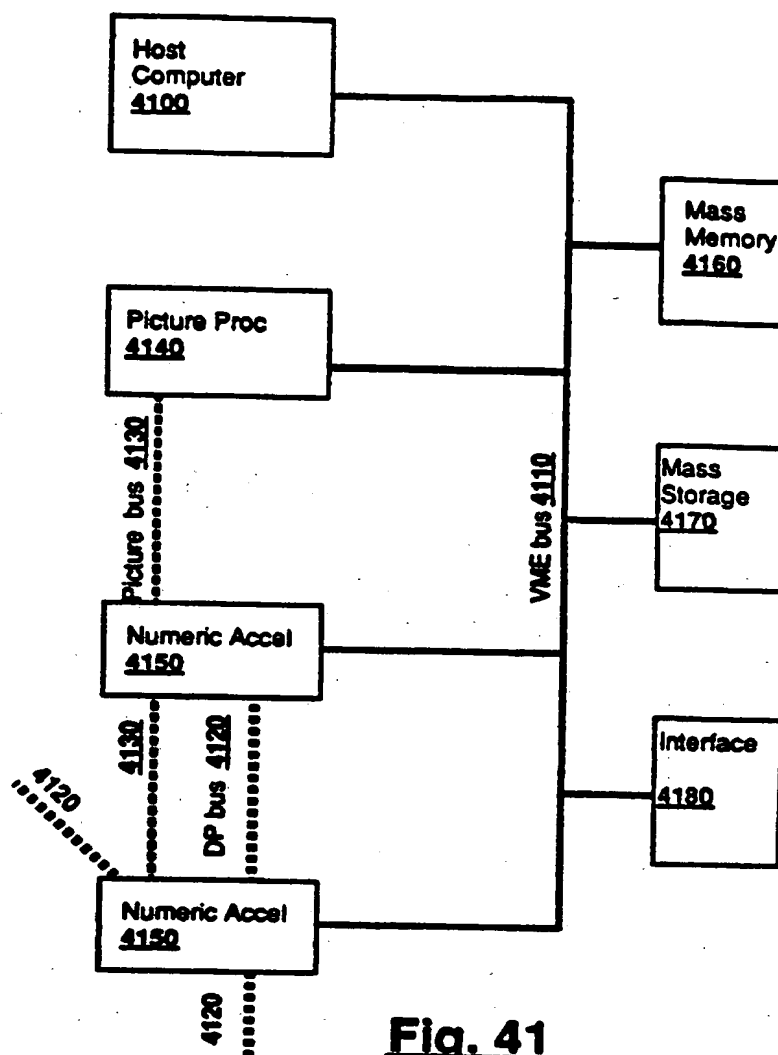 Host
Computer
4100
Mass
Memory
4160
Picture Proc
4140
Picture bus 4130
VME bus 4110
Mass
Storage
4170
Numeric Accel
4150
4130
DP bus 4120
4120
Interface
4180
Numeric Accel
4150
4120
Fig. 41